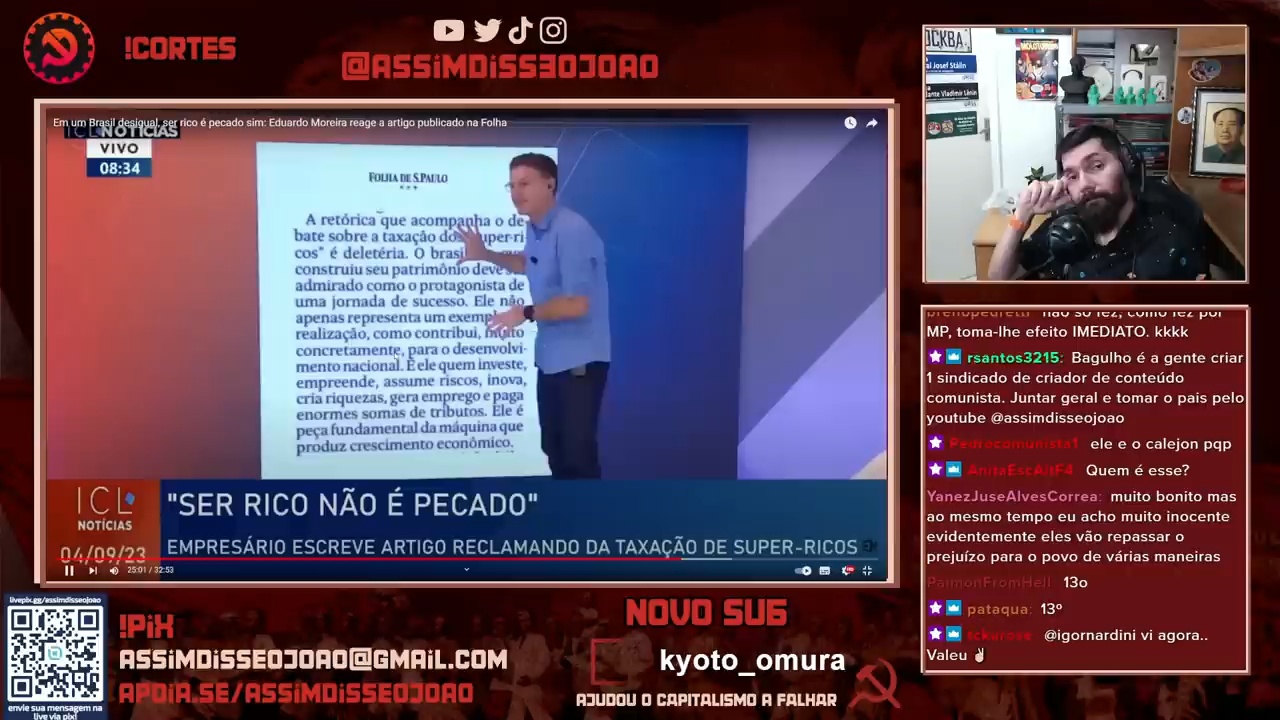 !CORTES
@ASSIMDISSEOJOAO
Em um Brasil desigual, ser rico é pecado sim: Eduardo Moreira reage a artigo publicado na Folha
ICL NOTÍCIAS
VIVO
08:34
FOLHA DE S.PAULO
A retórica que acompanha o de
bate sobre a taxação dos super-ri
cos" é deletéria. O
construiu seu patrimônio deve
admirado como o protagonista de
uma jornada de sucesso. Ele não
apenas representa um
realização, como contribui, muito
concretamente, para o desenvolvi-
mento nacional. É ele quem investe,
empreende, assume riscos, inova,
cria riquezas, gera emprego e paga
enormes somas de tributos. Ele é
peça fundamental da máquina que
produz crescimento econômico.
ICL
NOTÍCIAS
04/09/23
"SER RICO NÃO É PECADO"
EMPRESÁRIO ESCREVE ARTIGO RECLAMANDO DA TAXAÇÃO DE SUPER-RICOS
25:01 / 32:53
livepix.gg/assimdisseojoao
envie sua mensagem na
live via pix!
!PIX
ASSIMDISSEOJOAO@GMAIL.COM
APOIA.SE/ASSIMDISSEOJOAO
NOVO SUB
kyoto_omura
AJUDOU O CAPITALISMO A FALHAR
brenopedretti não só fez, como fez por
MP, toma-lhe efeito IMEDIATO. kkkk
rsantos3215: Bagulho é a gente criar
1 sindicado de criador de conteúdo
comunista. Juntar geral e tomar o pais pelo
youtube @assimdisseojoao
Pedrocomunista1 ele e o calejon pqp
AnitaEscAltF4 Quem é esse?
YanezJuseAlvesCorrea: muito bonito mas
ao mesmo tempo eu acho muito inocente
evidentemente eles vão repassar o
prejuízo para o povo de várias maneiras
PaimonFromHell 13o
pataqua: 13º
tckurose @igornardini vi agora..
Valeu ✌